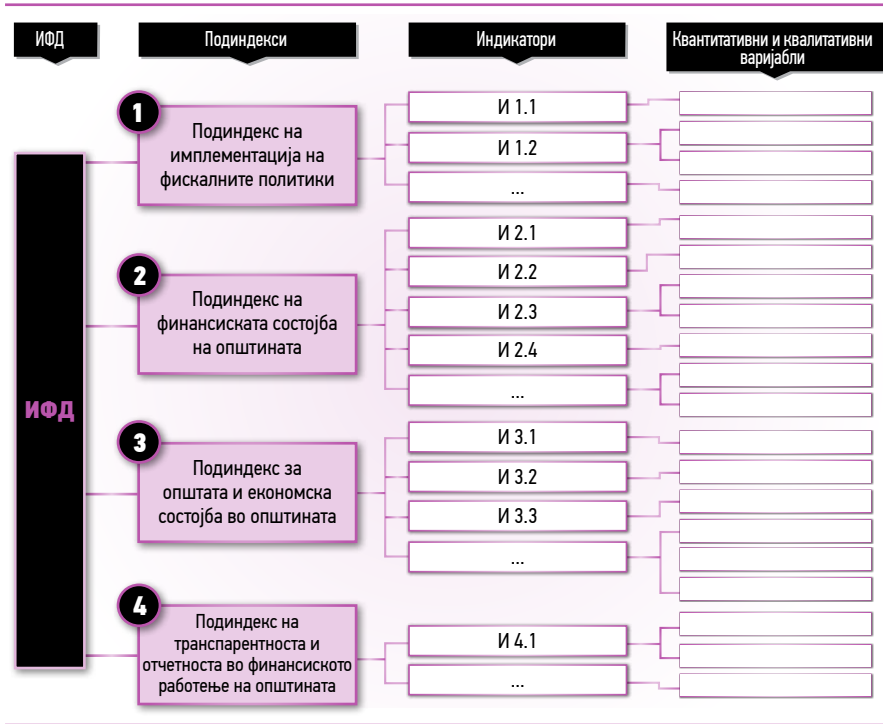 ИФД
Подиндекси
Индикатори
Квантитативни и квалитативни
варијабли
ИФД
1
Подиндекс на
имплементација на
фискалните политики
И 1.1
И 1.2
...
2
Подиндекс на
финансиската состојба
на општината
И 2.1
И 2.2
И 2.3
И 2.4
...
3
Подиндекс за
општата и економска
состојба во општината
И 3.1
И 3.2
И 3.3
...
4
Подиндекс на
транспарентноста и
отчетноста во финансиското
работење на општината
И 4.1
...